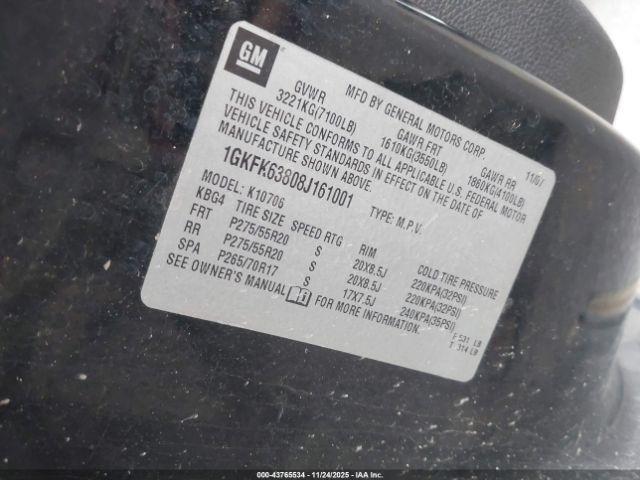 GM
MFD BY GENERAL MOTORS CORP. 11/07
GVWR GAWR FRT GAWR RR
3221KG(7100LB) 1610KG(3550LB) 1860KG(4100LB)
THIS VEHICLE CONFORMS TO ALL APPLICABLE U.S. FEDERAL MOTOR
VEHICLE SAFETY STANDARDS IN EFFECT ON THE DATE OF
MANUFACTURE SHOWN ABOVE.
1GKFK63808J161001 TYPE: M.P.V.
MODEL: K10706
KBG4 TIRE SIZE SPEED RTG RIM COLD TIRE PRESSURE
FRT P275/55R20 S 20X8.5J 220KPA(32PSI)
RR P275/55R20 S 20X8.5J 220KPA(32PSI)
SPA P265/70R17 17X7.5J 240KPA(35PSI)
SEE OWNER'S MANUAL FOR MORE INFORMATION.
F 531 LB
T 314 LB
000-43765534 - 11/24/2025 - IAA Inc.